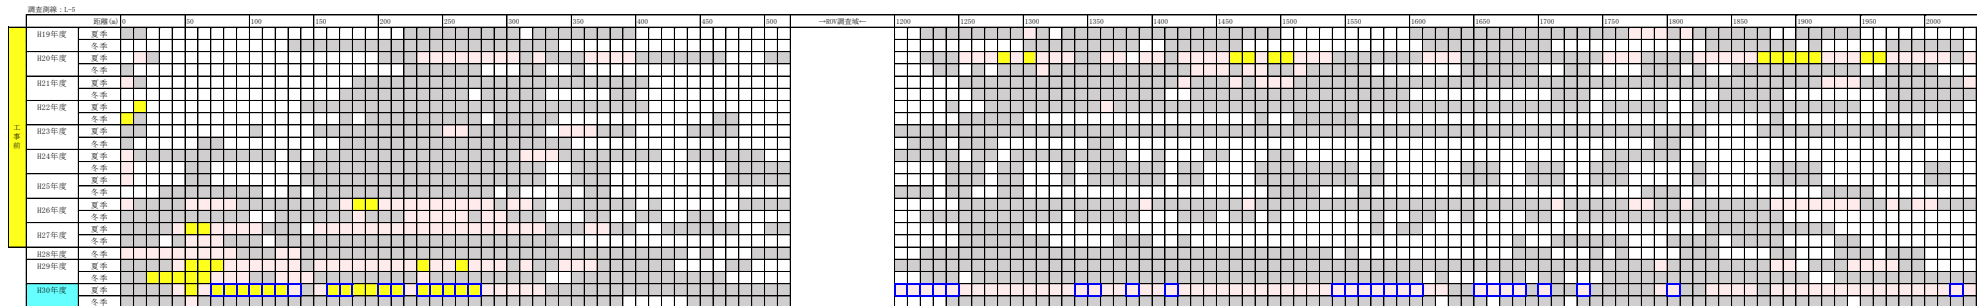 調査測線：L-5
距離(m) 0 50 100 150 200 250 300 350 400 450 500 →ROV調査域← 1200 1250 1300 1350 1400 1450 1500 1550 1600 1650 1700 1750 1800 1850 1900 1950 2000
工事前
H19年度 夏季
冬季
H20年度 夏季
冬季
H21年度 夏季
冬季
H22年度 夏季
冬季
H23年度 夏季
冬季
H24年度 夏季
冬季
H25年度 夏季
冬季
H26年度 夏季
冬季
H27年度 夏季
冬季
H28年度 冬季
H29年度 夏季
冬季
H30年度 夏季
冬季